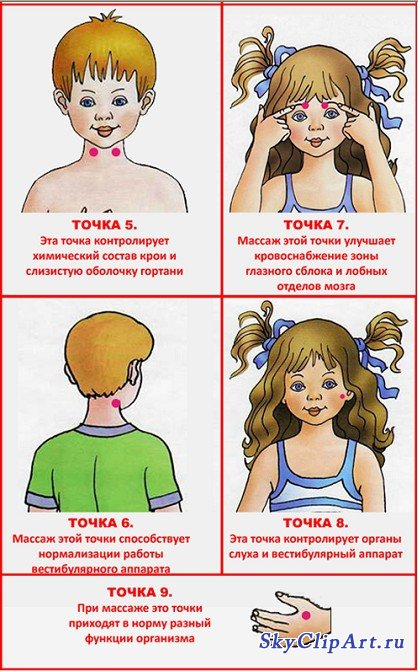 ТОЧКА 5.
Эта точка контролирует
химический состав крои и
слизистую оболочку гортани
ТОЧКА 7.
Массаж этой точки улучшает
кровоснабжение зоны
глазного сблока и лобных
отделов мозга
ТОЧКА 6.
Массаж этой точки способствует
нормализации работы
вестибулярного аппарата
ТОЧКА 8.
Эта точка контролирует органы
слуха и вестибулярный аппарат
ТОЧКА 9.
При массаже это точки
приходят в норму разный
функции организма
SkyClipArt.ru